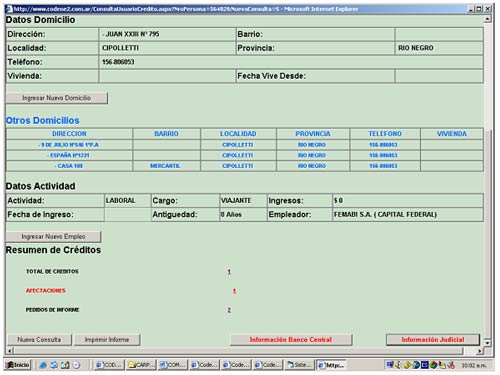 http://www.codene2.com.ar/ConsultaUsuarioCredito.aspx?NroPersona=564020&NuevaConsulta=S - Microsoft Internet Explorer
Datos Domicilio
Dirección: - JUAN XXIII Nº 795 Barrio:
Localidad: CIPOLLETTI Provincia: RIO NEGRO
Teléfono: 156-806053
Vivienda: Fecha Vive Desde:
Ingresar Nuevo Domicilio
Otros Domicilios
DIRECCION BARRIO LOCALIDAD PROVINCIA TELEFONO VIVIENDA
- 9 DE JULIO Nº546 1ºP.A CIPOLLETTI RIO NEGRO 156-806053
- ESPAÑA Nº1231 CIPOLLETTI RIO NEGRO 156-806053
- CASA 108 MERCANTIL CIPOLLETTI RIO NEGRO 156-806053
Datos Actividad
Actividad: LABORAL Cargo: VIAJANTE Ingresos: $ 0
Fecha de Ingreso: Antiguedad: 0 Años Empleador: FEMABI S.A. ( CAPITAL FEDERAL)
Ingresar Nuevo Empleo
Resumen de Créditos
TOTAL DE CREDITOS 1
AFECTACIONES 1
PEDIDOS DE INFORME 2
Nueva Consulta Imprimir Informe Información Banco Central Información Judicial
Inicio COD... CARP... COM... Code... Code... Code... Siste... http... 10:02 a.m.